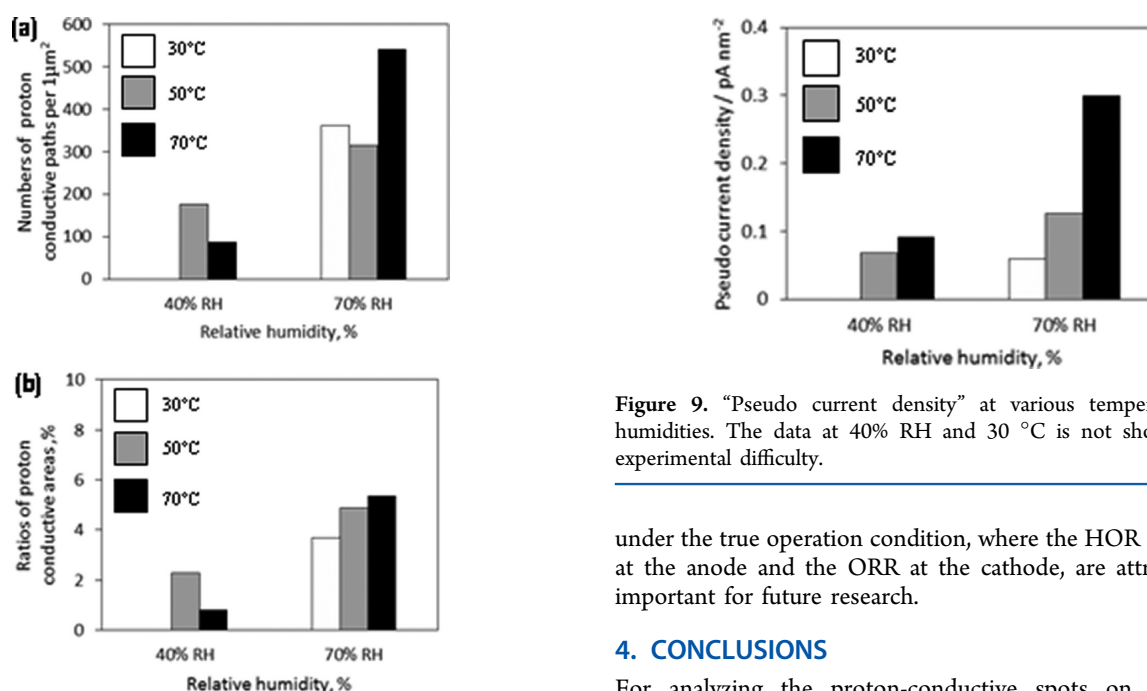 (a)
600
500
400
300
200
100
0
Numbers of proton
conductive paths per 1μm²
30°C
50°C
70°C
40% RH
70% RH
Relative humidity, %
(b)
10
8
6
4
2
0
Ratios of proton
conductive areas,%
30°C
50°C
70°C
40% RH
70% RH
Relative humidity, %
0.4
0.3
0.2
0.1
0
Pseudo current density / pA nm⁻²
30°C
50°C
70°C
40% RH
70% RH
Relative humidity, %
Figure 9. “Pseudo current density” at various temper
humidities. The data at 40% RH and 30 °C is not sho
experimental difficulty.
under the true operation condition, where the HOR
at the anode and the ORR at the cathode, are attr
important for future research.
4. CONCLUSIONS
For analyzing the proton-conductive spots on